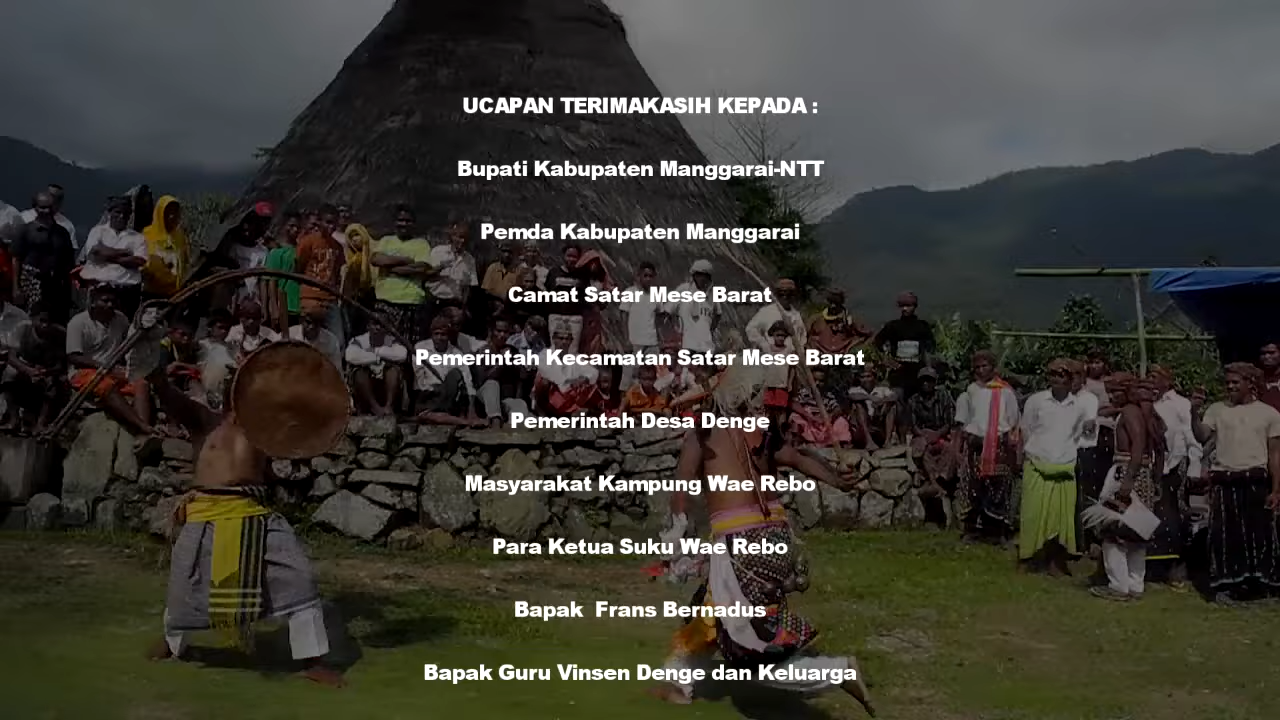 UCAPAN TERIMAKASIH KEPADA :
Bupati Kabupaten Manggarai-NTT
Pemda Kabupaten Manggarai
Camat Satar Mese Barat
Pemerintah Kecamatan Satar Mese Barat
Pemerintah Desa Denge
Masyarakat Kampung Wae Rebo
Para Ketua Suku Wae Rebo
Bapak  Frans Bernadus
Bapak Guru Vinsen Denge dan Keluarga